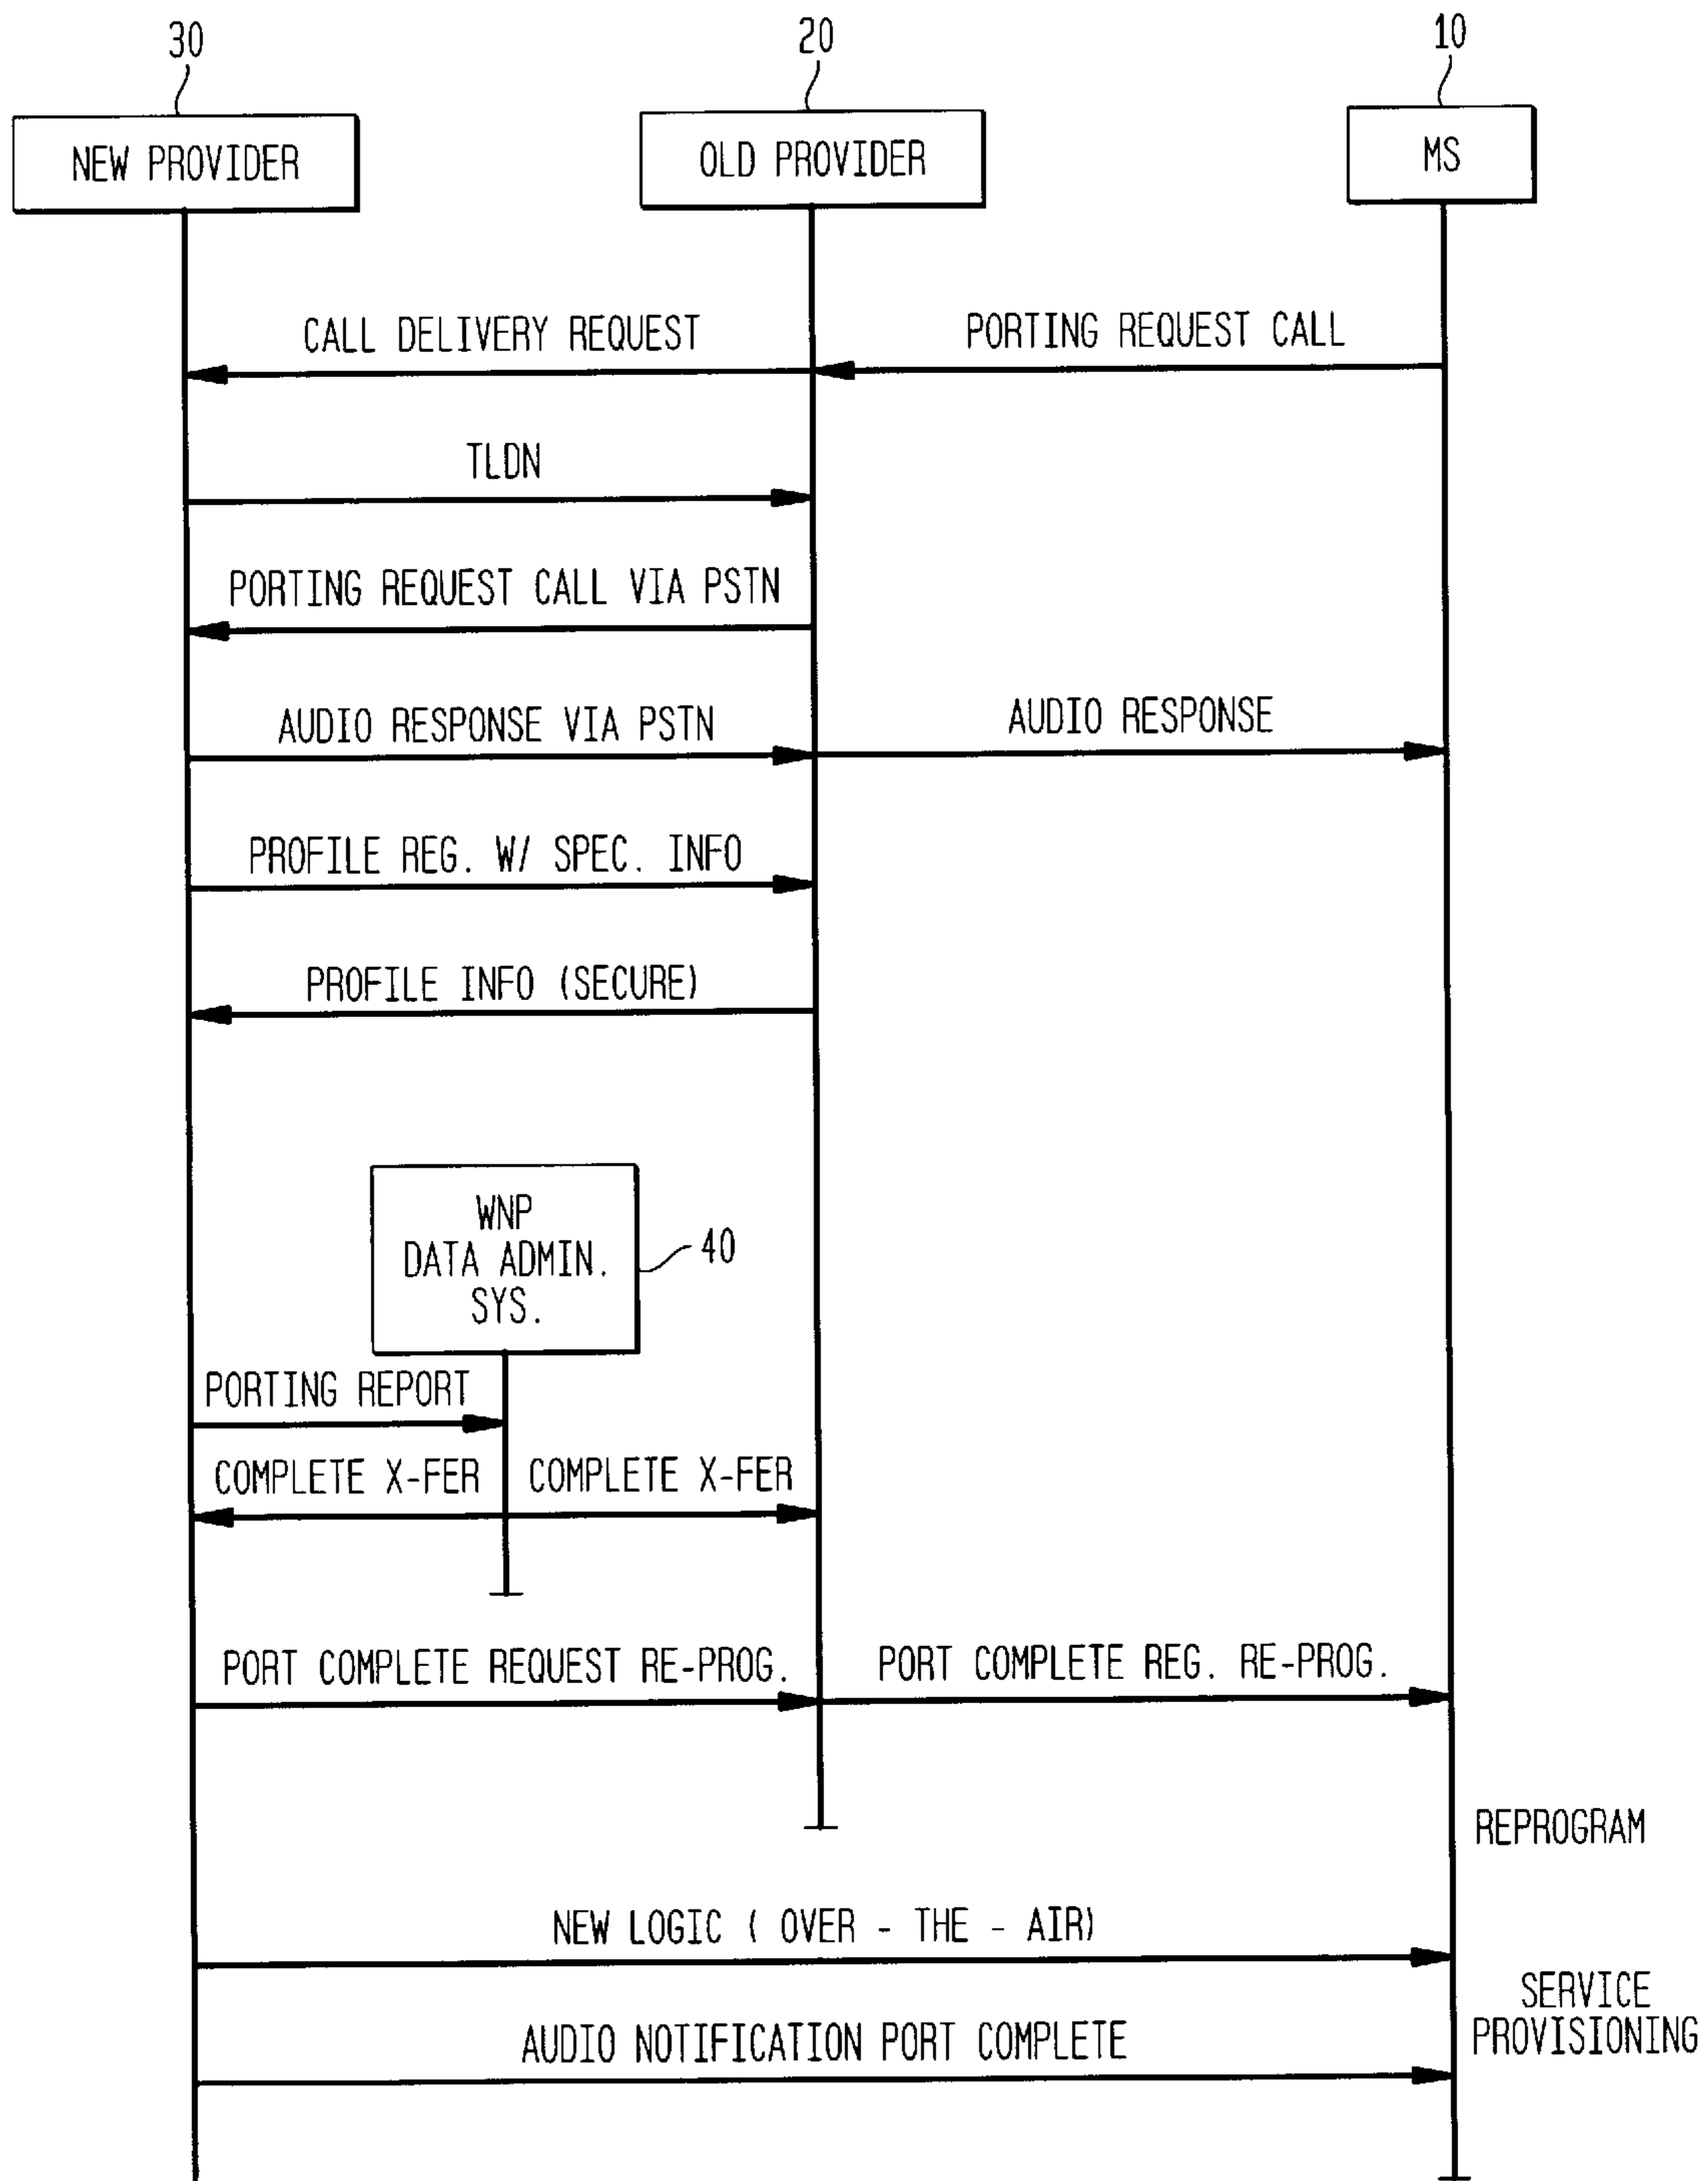 30
20
10
NEW PROVIDER
OLD PROVIDER
MS
CALL DELIVERY REQUEST
PORTING REQUEST CALL
TLDN
PORTING REQUEST CALL VIA PSTN
AUDIO RESPONSE VIA PSTN
AUDIO RESPONSE
PROFILE REG. W/ SPEC. INFO
PROFILE INFO (SECURE)
WNP
DATA ADMIN.
SYS.
40
PORTING REPORT
COMPLETE X-FER
COMPLETE X-FER
PORT COMPLETE REQUEST RE-PROG.
PORT COMPLETE REG. RE-PROG.
REPROGRAM
NEW LOGIC ( OVER - THE - AIR)
SERVICE
PROVISIONING
AUDIO NOTIFICATION PORT COMPLETE